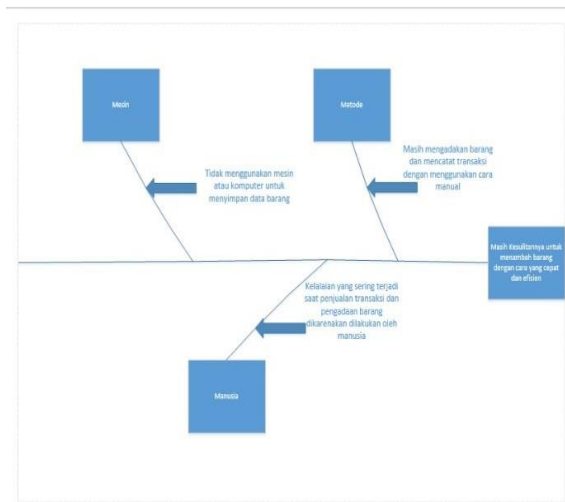 Mesin
Metode
Tidak menggunakan mesin
atau komputer untuk
menyimpan data barang
Masih mengadakan barang
dan mencatat transaksi
dengan menggunakan cara
manual
Masih Kesulitannya untuk
menambah barang
dengan cara yang cepat
dan efisien
Kelalaian yang sering terjadi
saat penjualan transaksi dan
pengadaan barang
dikarenakan dilakukan oleh
manusia
Manusia